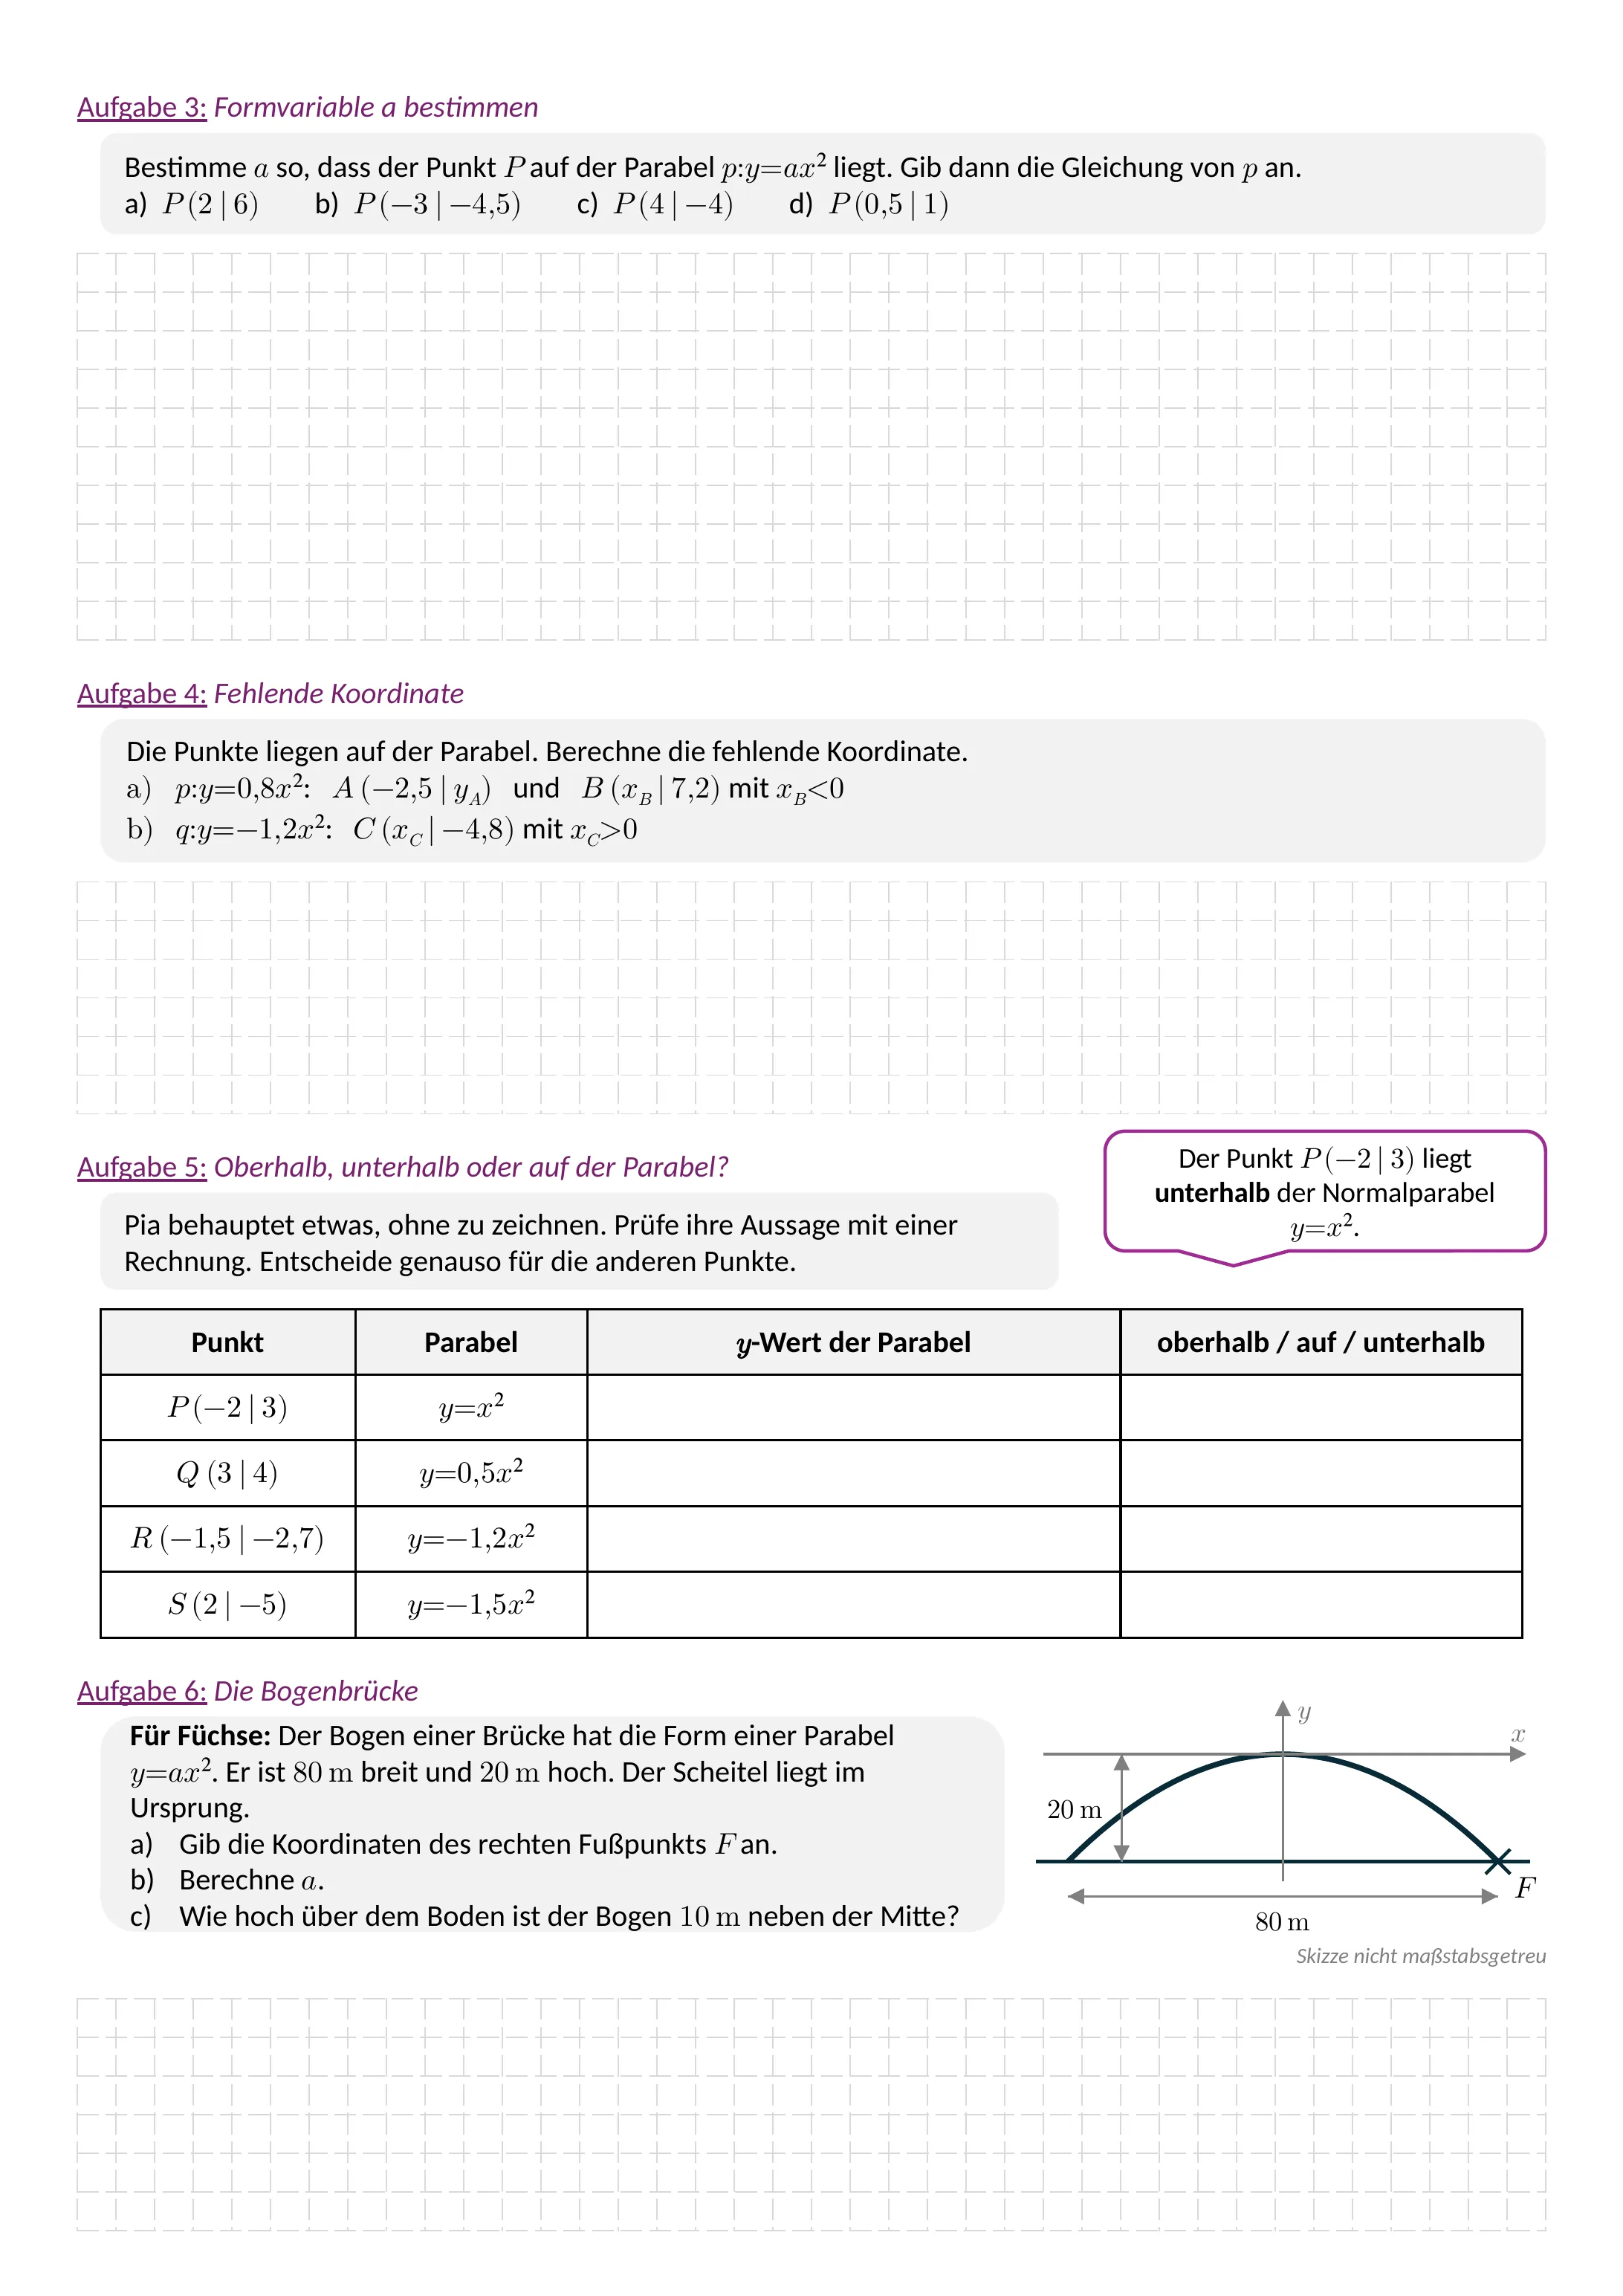 Aufgabe 3: Formvariable a bestimmen
Bestimme a so, dass der Punkt P auf der Parabel p:y=ax² liegt. Gib dann die Gleichung von p an.
a) P(2 | 6) b) P(−3 | −4,5) c) P(4 | −4) d) P(0,5 | 1)
Aufgabe 4: Fehlende Koordinate
Die Punkte liegen auf der Parabel. Berechne die fehlende Koordinate.
a) p:y=0,8x²: A (−2,5 | y_A) und B (x_B | 7,2) mit x_B<0
b) q:y=−1,2x²: C (x_C | −4,8) mit x_C>0
Aufgabe 5: Oberhalb, unterhalb oder auf der Parabel?
Pia behauptet etwas, ohne zu zeichnen. Prüfe ihre Aussage mit einer
Rechnung. Entscheide genauso für die anderen Punkte.
Der Punkt P(−2 | 3) liegt
unterhalb der Normalparabel
y=x².
Punkt Parabel y-Wert der Parabel oberhalb / auf / unterhalb
P(−2 | 3) y=x²
Q (3 | 4) y=0,5x²
R (−1,5 | −2,7) y=−1,2x²
S (2 | −5) y=−1,5x²
Aufgabe 6: Die Bogenbrücke
Für Füchse: Der Bogen einer Brücke hat die Form einer Parabel
y=ax². Er ist 80 m breit und 20 m hoch. Der Scheitel liegt im
Ursprung.
a) Gib die Koordinaten des rechten Fußpunkts F an.
b) Berechne a.
c) Wie hoch über dem Boden ist der Bogen 10 m neben der Mitte?
y
x
20 m
F
80 m
Skizze nicht maßstabsgetreu